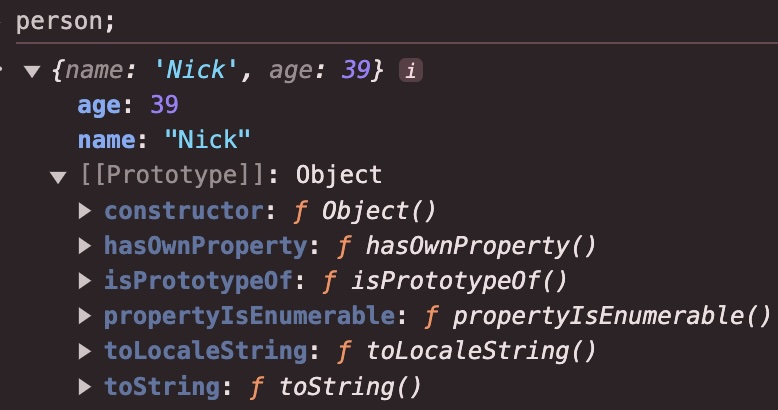 person;
▼ {name: 'Nick', age: 39} i
age: 39
name: "Nick"
▼ [[Prototype]]: Object
▶ constructor: ƒ Object()
▶ hasOwnProperty: ƒ hasOwnProperty()
▶ isPrototypeOf: ƒ isPrototypeOf()
▶ propertyIsEnumerable: ƒ propertyIsEnumerable()
▶ toLocaleString: ƒ toLocaleString()
▶ toString: ƒ toString()